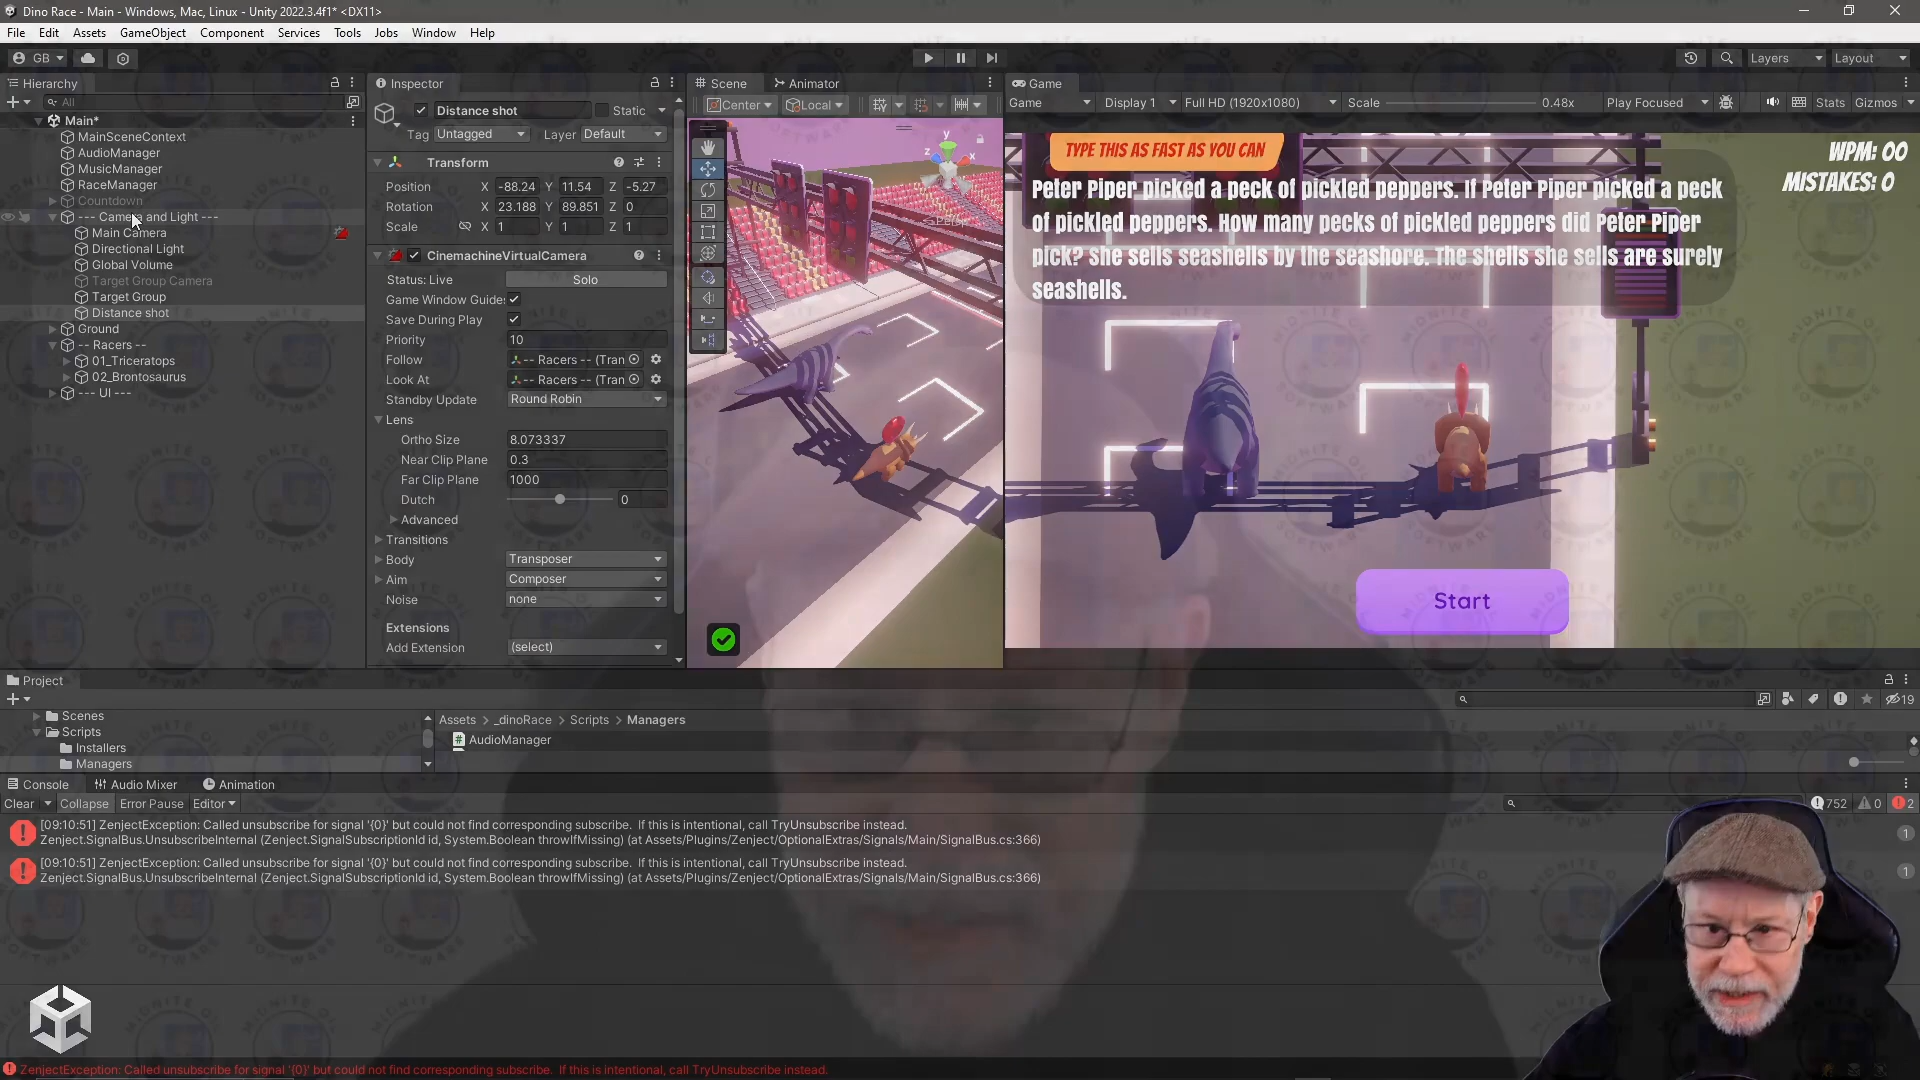 Dino Race - Main - Windows, Mac, Linux - Unity 2022.3.4f1* <DX11>
File Edit Assets GameObject Component Services Tools Jobs Window Help
GB
Layers Layout
Hierarchy
All
Main*
MainSceneContext
AudioManager
MusicManager
RaceManager
Countdown
--- Camera and Light ---
Main Camera
Directional Light
Global Volume
Target Group Camera
Target Group
Distance shot
Ground
-- Racers --
01_Triceratops
02_Brontosaurus
--- UI ---
Inspector
Distance shot Static
Tag Untagged Layer Default
Transform
Position X -88.24 Y 11.54 Z -5.27
Rotation X 23.188 Y 89.851 Z 0
Scale X 1 Y 1 Z 1
CinemachineVirtualCamera
Status: Live Solo
Game Window Guides
Save During Play
Priority 10
Follow -- Racers -- (Tran
Look At -- Racers -- (Tran
Standby Update Round Robin
Lens
Ortho Size 8.073337
Near Clip Plane 0.3
Far Clip Plane 1000
Dutch 0
Advanced
Transitions
Body Transposer
Aim Composer
Noise none
Extensions
Add Extension (select)
Scene Animator
Center Local
y
z x
Persp
Game
Game Display 1 Full HD (1920x1080) Scale 0.48x Play Focused Stats Gizmos
TYPE THIS AS FAST AS YOU CAN
WPM: 00
MISTAKES: 0
Peter Piper picked a peck of pickled peppers. If Peter Piper picked a peck
of pickled peppers. How many pecks of pickled peppers did Peter Piper
pick? She sells seashells by the seashore. The shells she sells are surely
seashells.
Start
Project
19
Scenes
Scripts
Installers
Managers
Assets > _dinoRace > Scripts > Managers
AudioManager
Console Audio Mixer Animation
Clear Collapse Error Pause Editor
752 0 2
[09:10:51] ZenjectException: Called unsubscribe for signal '{0}' but could not find corresponding subscribe. If this is intentional, call TryUnsubscribe instead.
Zenject.SignalBus.UnsubscribeInternal (Zenject.SignalSubscriptionId id, System.Boolean throwIfMissing) (at Assets/Plugins/Zenject/OptionalExtras/Signals/Main/SignalBus.cs:366)
1
[09:10:51] ZenjectException: Called unsubscribe for signal '{0}' but could not find corresponding subscribe. If this is intentional, call TryUnsubscribe instead.
Zenject.SignalBus.UnsubscribeInternal (Zenject.SignalSubscriptionId id, System.Boolean throwIfMissing) (at Assets/Plugins/Zenject/OptionalExtras/Signals/Main/SignalBus.cs:366)
1
ZenjectException: Called unsubscribe for signal '{0}' but could not find corresponding subscribe. If this is intentional, call TryUnsubscribe instead.